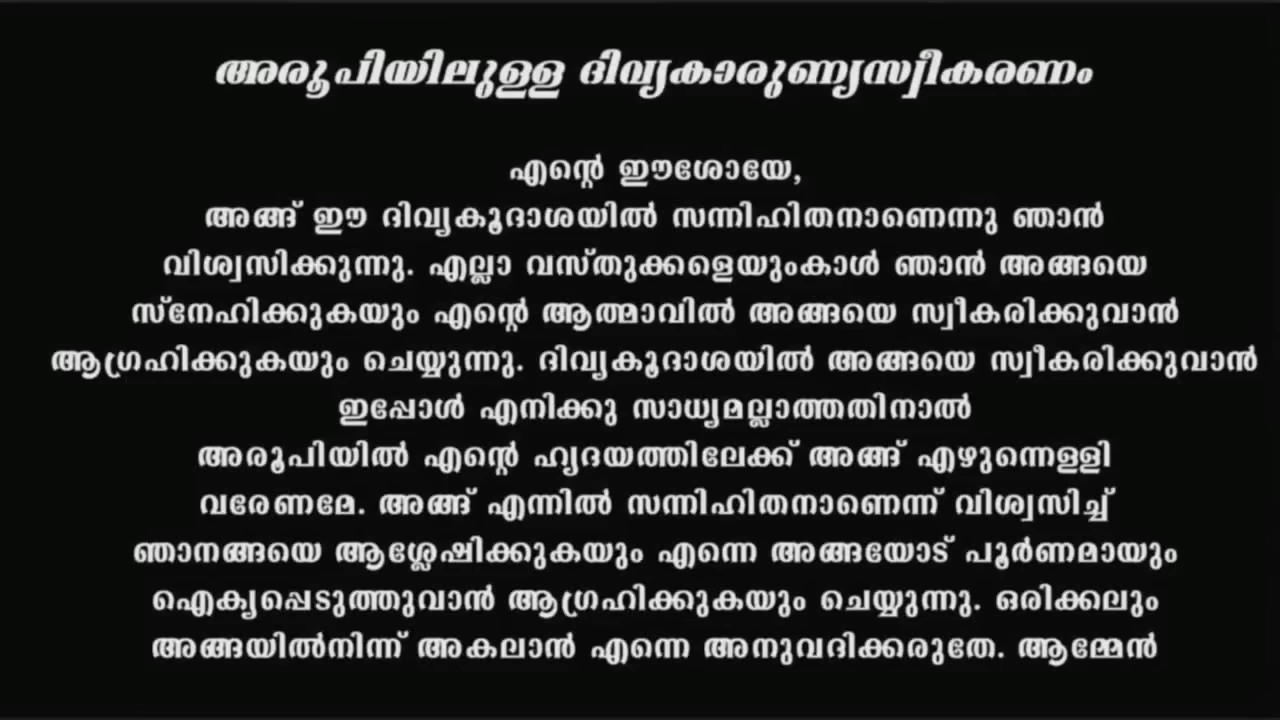 അരൂപിയിലുള്ള ദിവ്യകാരുണ്യസ്വീകരണം
എന്റെ ഈശോയേ,
അങ്ങ് ഈ ദിവ്യകൂദാശയിൽ സന്നിഹിതനാണെന്നു ഞാൻ
വിശ്വസിക്കുന്നു. എല്ലാ വസ്തുക്കളെയുംകാൾ ഞാൻ അങ്ങയെ
സ്നേഹിക്കുകയും എന്റെ ആത്മാവിൽ അങ്ങയെ സ്വീകരിക്കുവാൻ
ആഗ്രഹിക്കുകയും ചെയ്യുന്നു. ദിവ്യകൂദാശയിൽ അങ്ങയെ സ്വീകരിക്കുവാൻ
ഇപ്പോൾ എനിക്കു സാധ്യമല്ലാത്തതിനാൽ
അരൂപിയിൽ എന്റെ ഹൃദയത്തിലേക്ക് അങ്ങ് എഴുന്നെള്ളി
വരേണമേ. അങ്ങ് എന്നിൽ സന്നിഹിതനാണെന്ന് വിശ്വസിച്ച്
ഞാനങ്ങയെ ആശ്ലേഷിക്കുകയും എന്നെ അങ്ങയോട് പൂർണമായും
ഐക്യപ്പെടുത്തുവാൻ ആഗ്രഹിക്കുകയും ചെയ്യുന്നു. ഒരിക്കലും
അങ്ങയിൽനിന്ന് അകലാൻ എന്നെ അനുവദിക്കരുതേ. ആമ്മേൻ